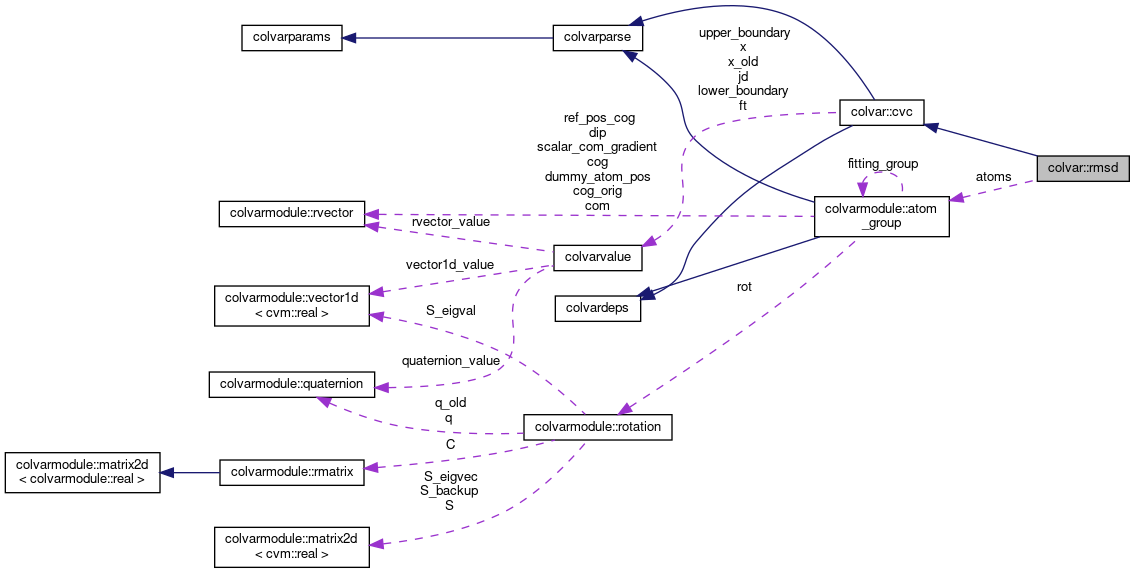 colvarparams
colvarparse
upper_boundary
x
x_old
jd
lower_boundary
ft
colvar::cvc
ref_pos_cog
dip
scalar_com_gradient
cog
dummy_atom_pos
cog_orig
com
fitting_group
atoms
colvar::rmsd
colvarmodule::rvector
rvector_value
colvarmodule::atom
_group
vector1d_value
colvarvalue
colvarmodule::vector1d
< cvm::real >
S_eigval
colvardeps
rot
quaternion_value
colvarmodule::quaternion
q_old
q
colvarmodule::rotation
C
colvarmodule::matrix2d
< colvarmodule::real >
colvarmodule::rmatrix
S_eigvec
S_backup
S
colvarmodule::matrix2d
< cvm::real >